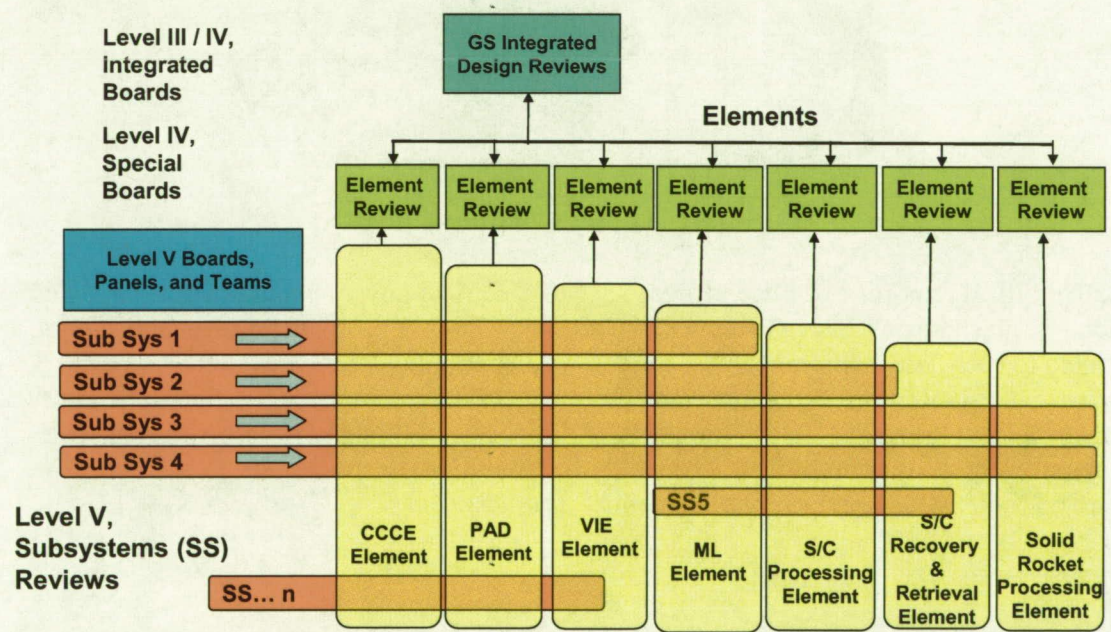 Level III / IV,
integrated
Boards
GS Integrated
Design Reviews
Level IV,
Special
Boards
Elements
Element
Review
Element
Review
Element
Review
Element
Review
Element
Review
Element
Review
Element
Review
Level V Boards,
Panels, and Teams
Sub Sys 1
Sub Sys 2
Sub Sys 3
Sub Sys 4
SS5
Level V,
Subsystems (SS)
Reviews
CCCE
Element
PAD
Element
VIE
Element
ML
Element
S/C
Processing
Element
S/C
Recovery
&
Retrieval
Element
Solid
Rocket
Processing
Element
SS... n